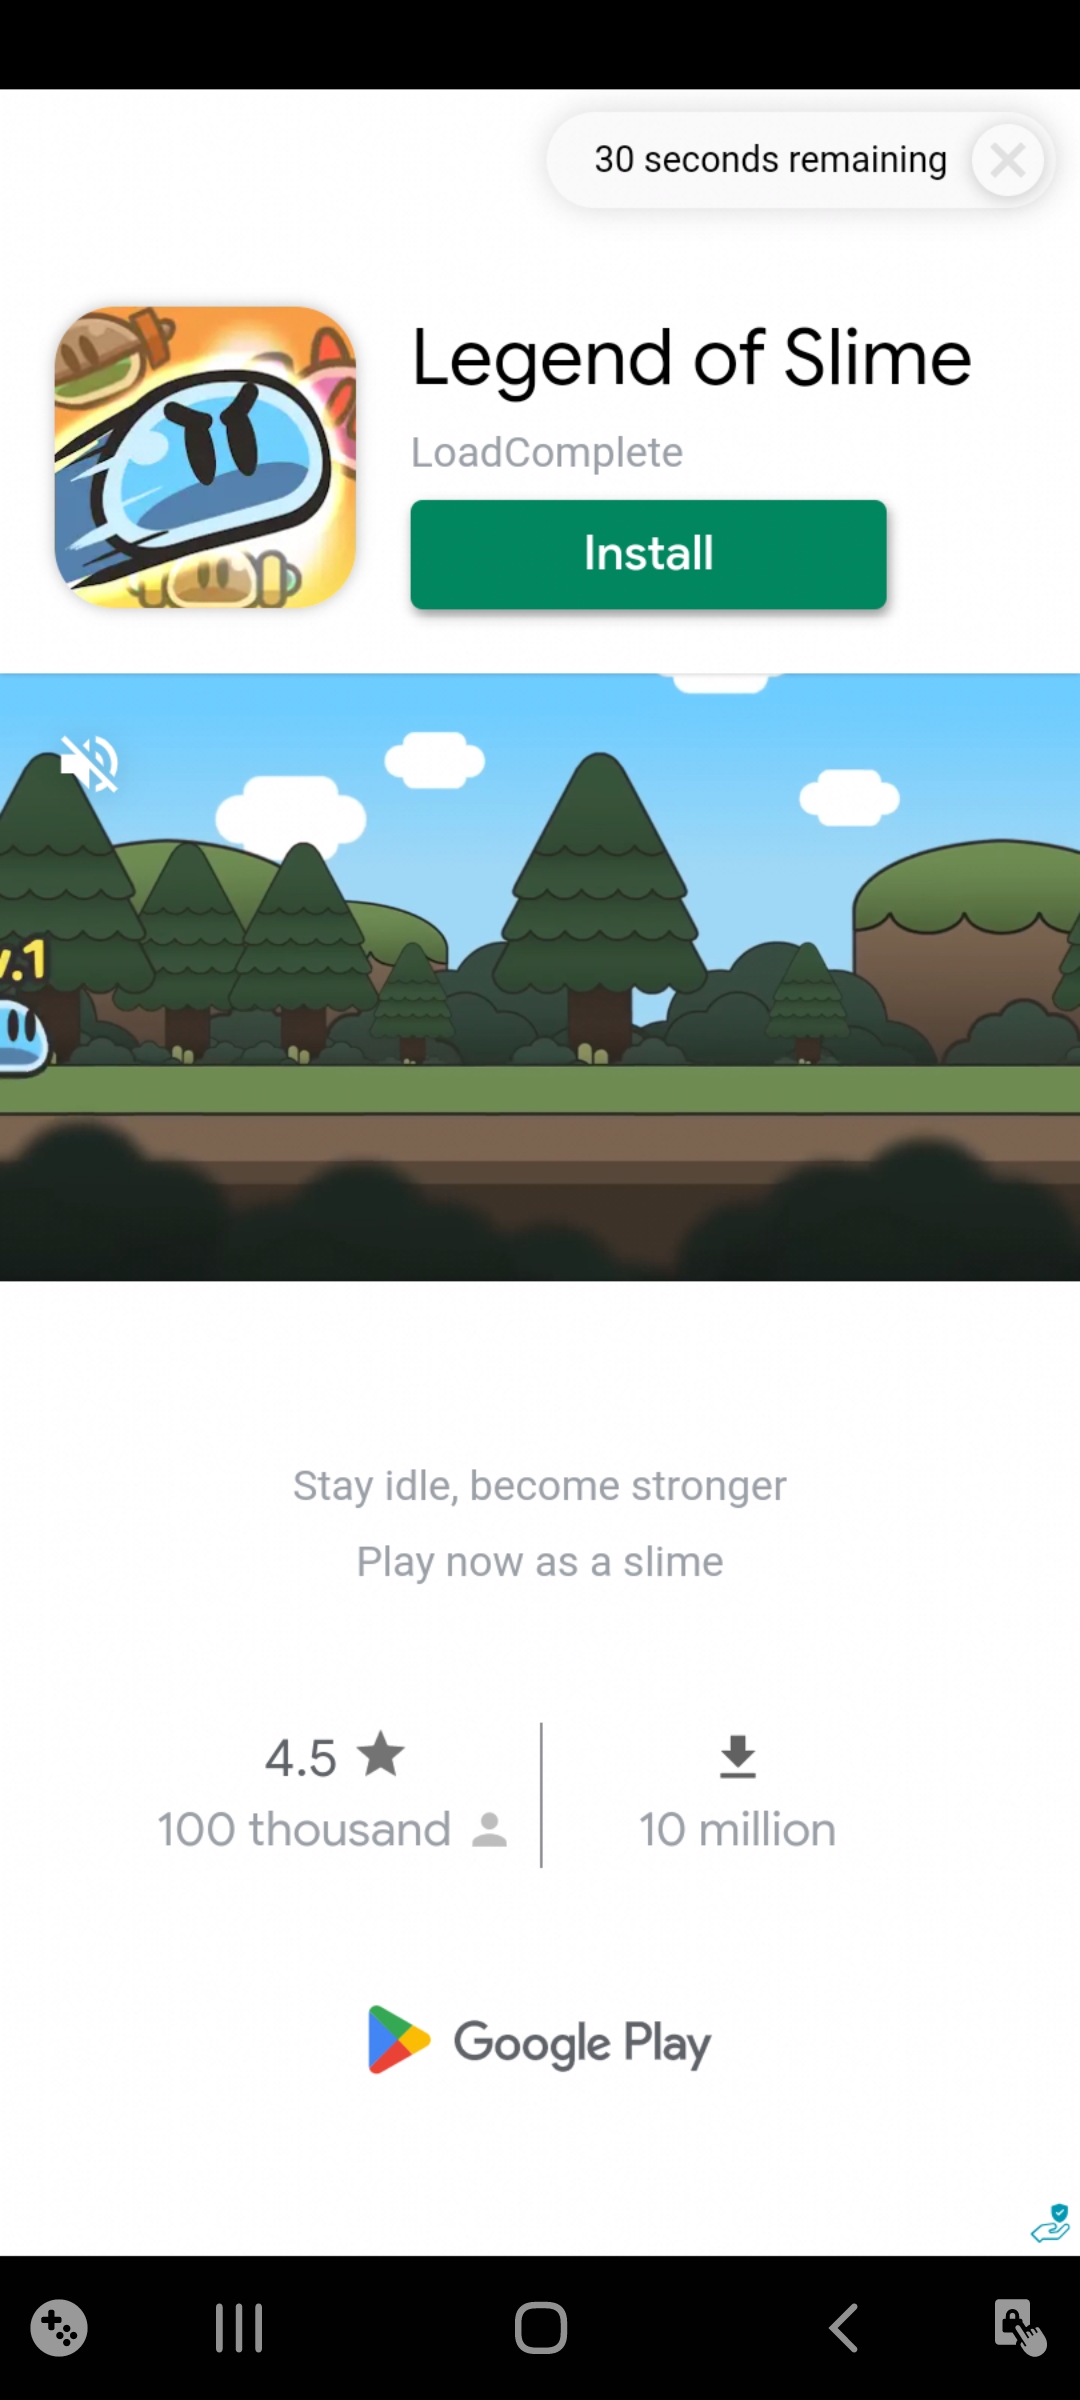 30 seconds remaining
Legend of Slime
LoadComplete
Install
v.1
Stay idle, become stronger
Play now as a slime
4.5
100 thousand
10 million
Google Play